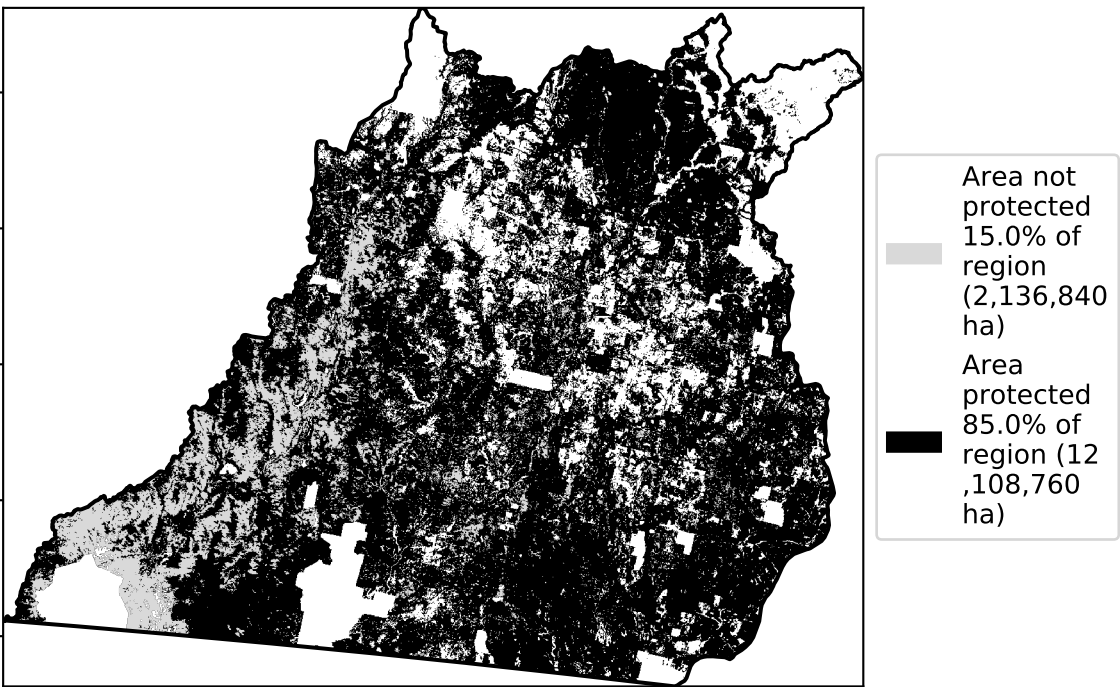 Area not
protected
15.0% of
region
(2,136,840
ha)
Area
protected
85.0% of
region (12
,108,760
ha)